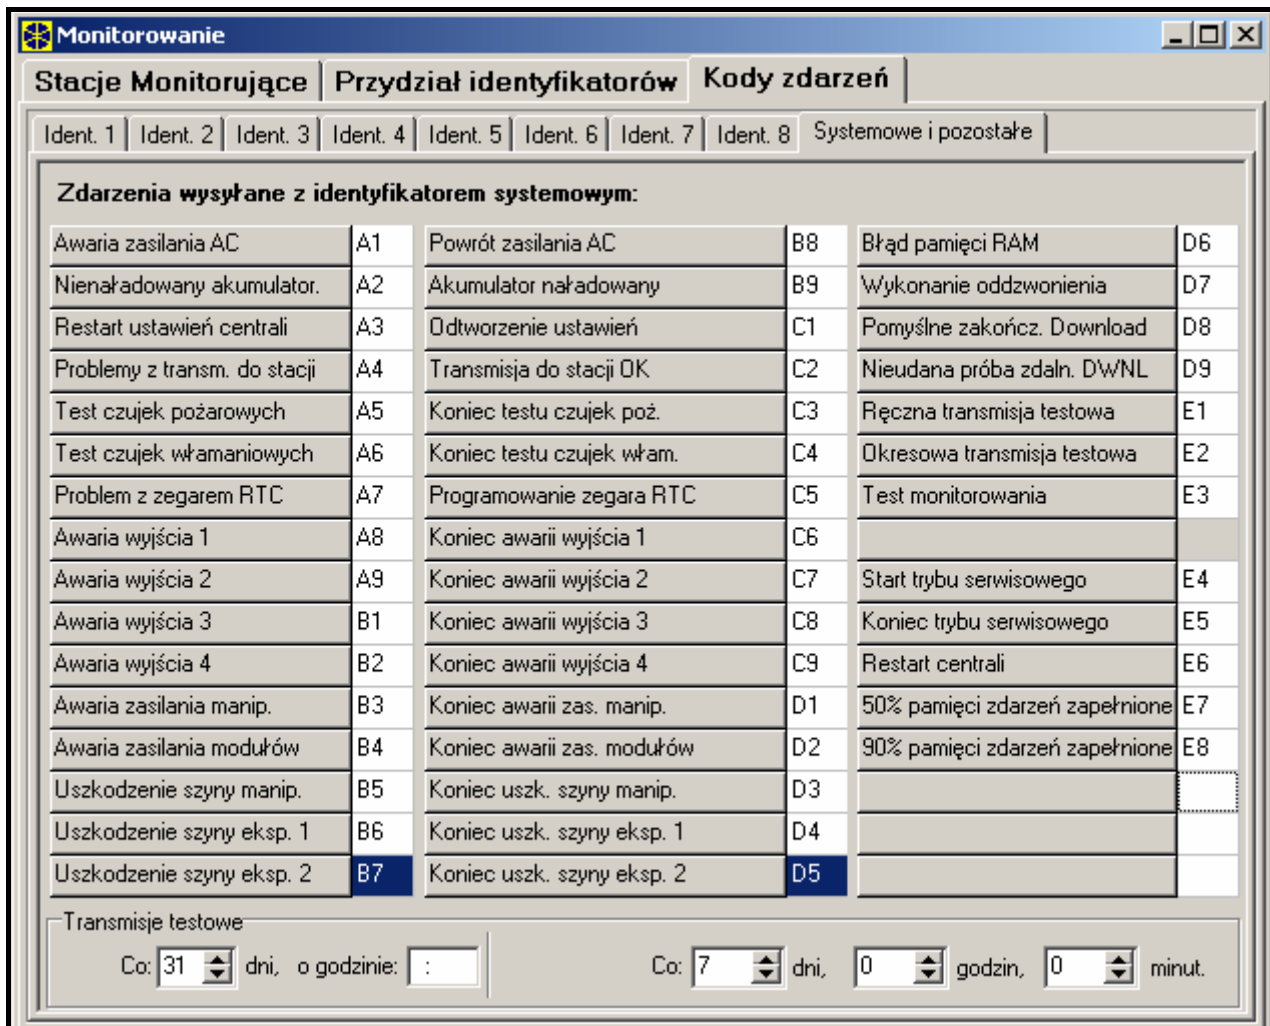 Monitorowanie
Stacje Monitorujące Przydział identyfikatorów Kody zdarzeń
Ident. 1 Ident. 2 Ident. 3 Ident. 4 Ident. 5 Ident. 6 Ident. 7 Ident. 8 Systemowe i pozostałe
Zdarzenia wysyłane z identyfikatorem systemowym:
Awaria zasilania AC A1 Powrót zasilania AC B8 Błąd pamięci RAM D6
Nienaładowany akumulator. A2 Akumulator naładowany B9 Wykonanie oddzwonienia D7
Restart ustawień centrali A3 Odtworzenie ustawień C1 Pomyślne zakończ. Download D8
Problemy z transm. do stacji A4 Transmisja do stacji OK C2 Nieudana próba zdaln. DWNL D9
Test czujek pożarowych A5 Koniec testu czujek poż. C3 Ręczna transmisja testowa E1
Test czujek włamaniowych A6 Koniec testu czujek włam. C4 Okresowa transmisja testowa E2
Problem z zegarem RTC A7 Programowanie zegara RTC C5 Test monitorowania E3
Awaria wyjścia 1 A8 Koniec awarii wyjścia 1 C6
Awaria wyjścia 2 A9 Koniec awarii wyjścia 2 C7 Start trybu serwisowego E4
Awaria wyjścia 3 B1 Koniec awarii wyjścia 3 C8 Koniec trybu serwisowego E5
Awaria wyjścia 4 B2 Koniec awarii wyjścia 4 C9 Restart centrali E6
Awaria zasilania manip. B3 Koniec awarii zas. manip. D1 50% pamięci zdarzeń zapełnione E7
Awaria zasilania modułów B4 Koniec awarii zas. modułów D2 90% pamięci zdarzeń zapełnione E8
Uszkodzenie szyny manip. B5 Koniec uszk. szyny manip. D3
Uszkodzenie szyny eksp. 1 B6 Koniec uszk. szyny eksp. 1 D4
Uszkodzenie szyny eksp. 2 B7 Koniec uszk. szyny eksp. 2 D5
Transmisje testowe
Co: 31 dni, o godzinie: : Co: 7 dni, 0 godzin, 0 minut.